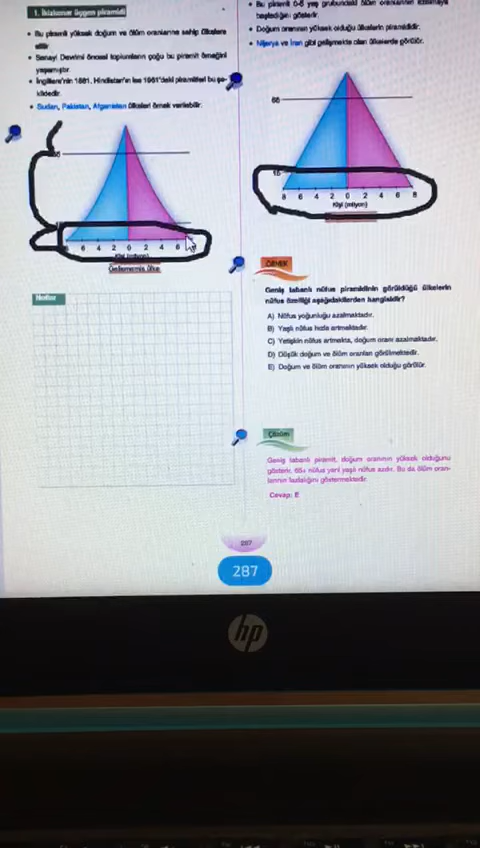 1. İkizkenar üçgen piramidi
• Bu piramit yüksek doğum ve ölüm oranlarına sahip ülkelere
aittir.
• Sanayi Devrimi öncesi toplumların çoğu bu piramit örneğini
yaşamıştır.
• İngiltere'nin 1881, Hindistan'ın ise 1961'deki piramitleri bu şe-
kildedir.
• Sudan, Pakistan, Afganistan ülkeleri örnek verilebilir.
6 4 2 0 2 4 6 8
Kişi (milyon)
Gelişmemiş ülke
Notlar
• Bu piramit 0-6 yaş grubundaki ölüm oranlarının azalmaya
başladığını gösterir.
• Doğum oranının yüksek olduğu ülkelerin piramididir.
• Nijerya ve İran gibi gelişmekte olan ülkelerde görülür.
65
15
8 6 4 2 0 2 4 6 8
Kişi (milyon)
ÖRNEK
Geniş tabanlı nüfus piramidinin görüldüğü ülkelerin
nüfus özelliği aşağıdakilerden hangisidir?
A) Nüfus yoğunluğu azalmaktadır.
B) Yaşlı nüfus hızla artmaktadır.
C) Yetişkin nüfus artmakta, doğum oranı azalmaktadır.
D) Düşük doğum ve ölüm oranları görülmektedir.
E) Doğum ve ölüm oranının yüksek olduğu görülür.
Çözüm
Geniş tabanlı piramit, doğum oranının yüksek olduğunu
gösterir. 65+ nüfus yani yaşlı nüfus azdır. Bu da ölüm oran-
larının fazlalığını göstermektedir.
Cevap: E
287
287
hp